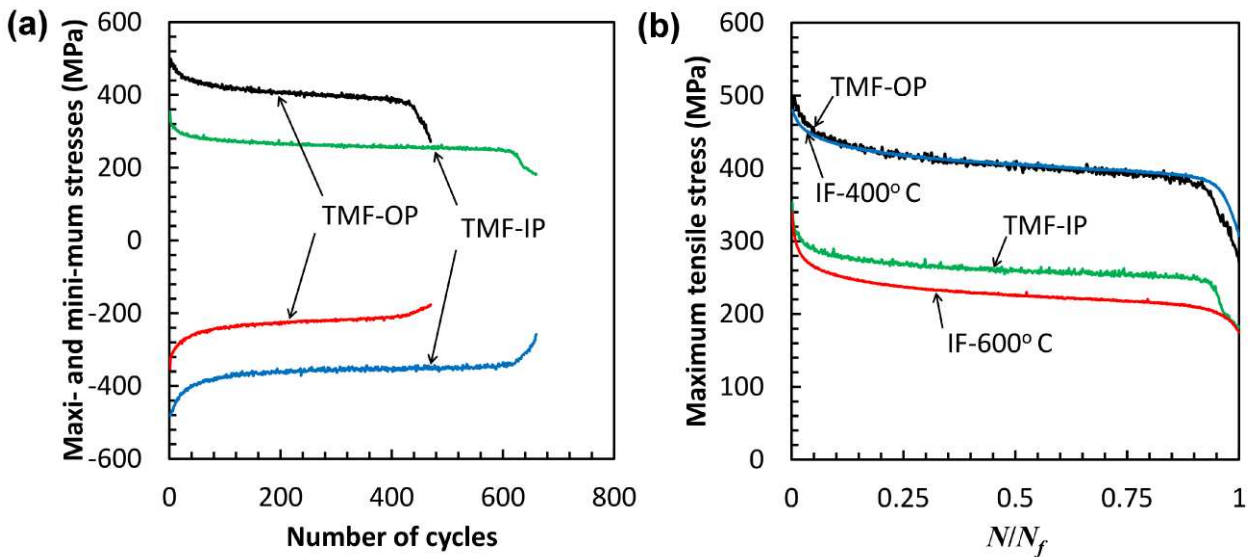 (a)
Maxi- and mini-mum stresses (MPa)
600
400
200
0
-200
-400
-600
TMF-OP
TMF-IP
0
200
400
600
800
Number of cycles
(b)
Maximum tensile stress (MPa)
600
500
400
300
200
100
0
TMF-OP
IF-400° C
TMF-IP
IF-600° C
0
0.25
0.5
0.75
1
N/Nf